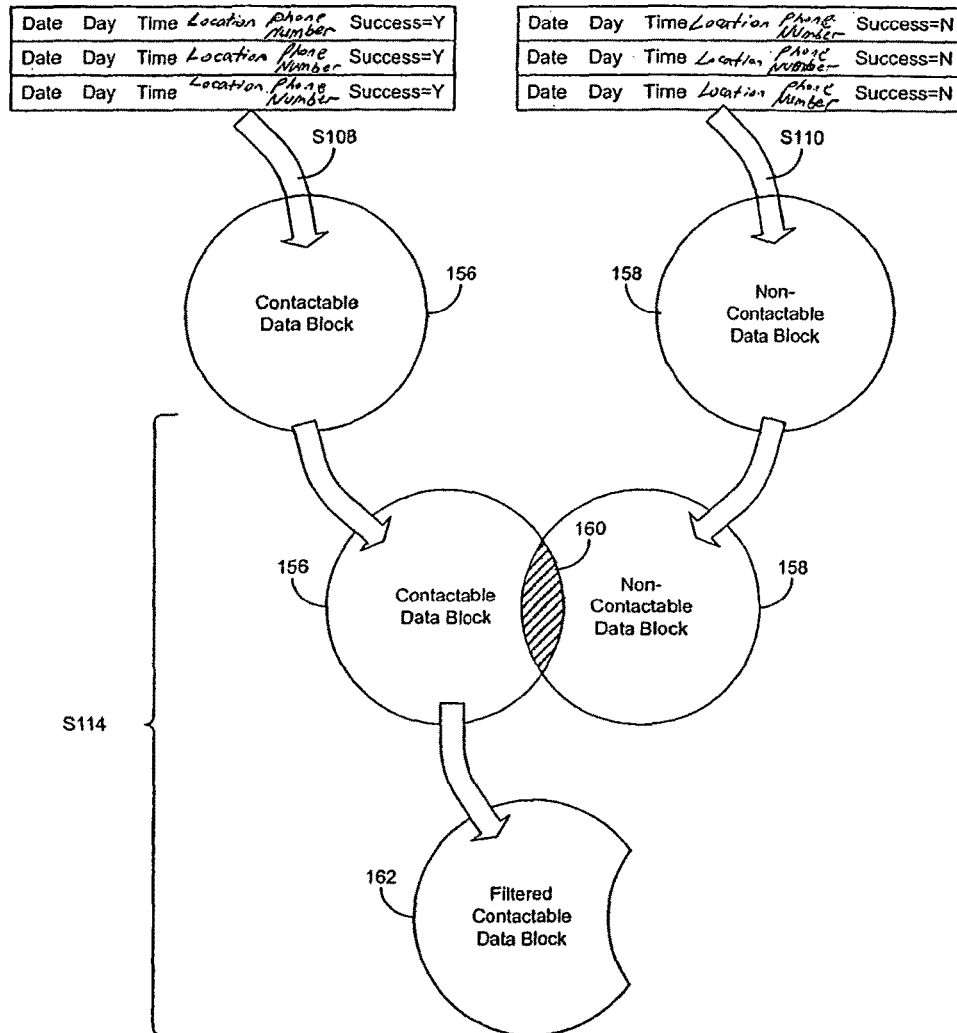 Date Day Time Location Phone Number Success=Y
Date Day Time Location Phone Number Success=Y
Date Day Time Location Phone Number Success=Y
Date Day Time Location Phone Number Success=N
Date Day Time Location Phone Number Success=N
Date Day Time Location Phone Number Success=N
S108
S110
Contactable
Data Block
156
158
Non-
Contactable
Data Block
160
156
Contactable
Data Block
Non-
Contactable
Data Block
158
S114
162
Filtered
Contactable
Data Block